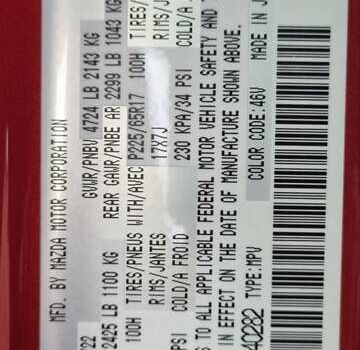 MFD. BY MAZDA MOTOR CORPORATION
/22 GVWR/PNBV 4724 LB 2143 KG
2425 LB 1100 KG REAR GAWR/PNBE AR 2299 LB 1043 KG
100H TIRES/PNEUS WITH/AVEC P225/65R17 100H TIRES/
RIMS/JANTES 17X7J RIMS/J
PSI COLD/A FROID 230 KPA/34 PSI COLD/A
S TO ALL APPLICABLE FEDERAL MOTOR VEHICLE SAFETY AND T
IN EFFECT ON THE DATE OF MANUFACTURE SHOWN ABOVE.
40282 TYPE:MPV
COLOR CODE:46V MADE IN J